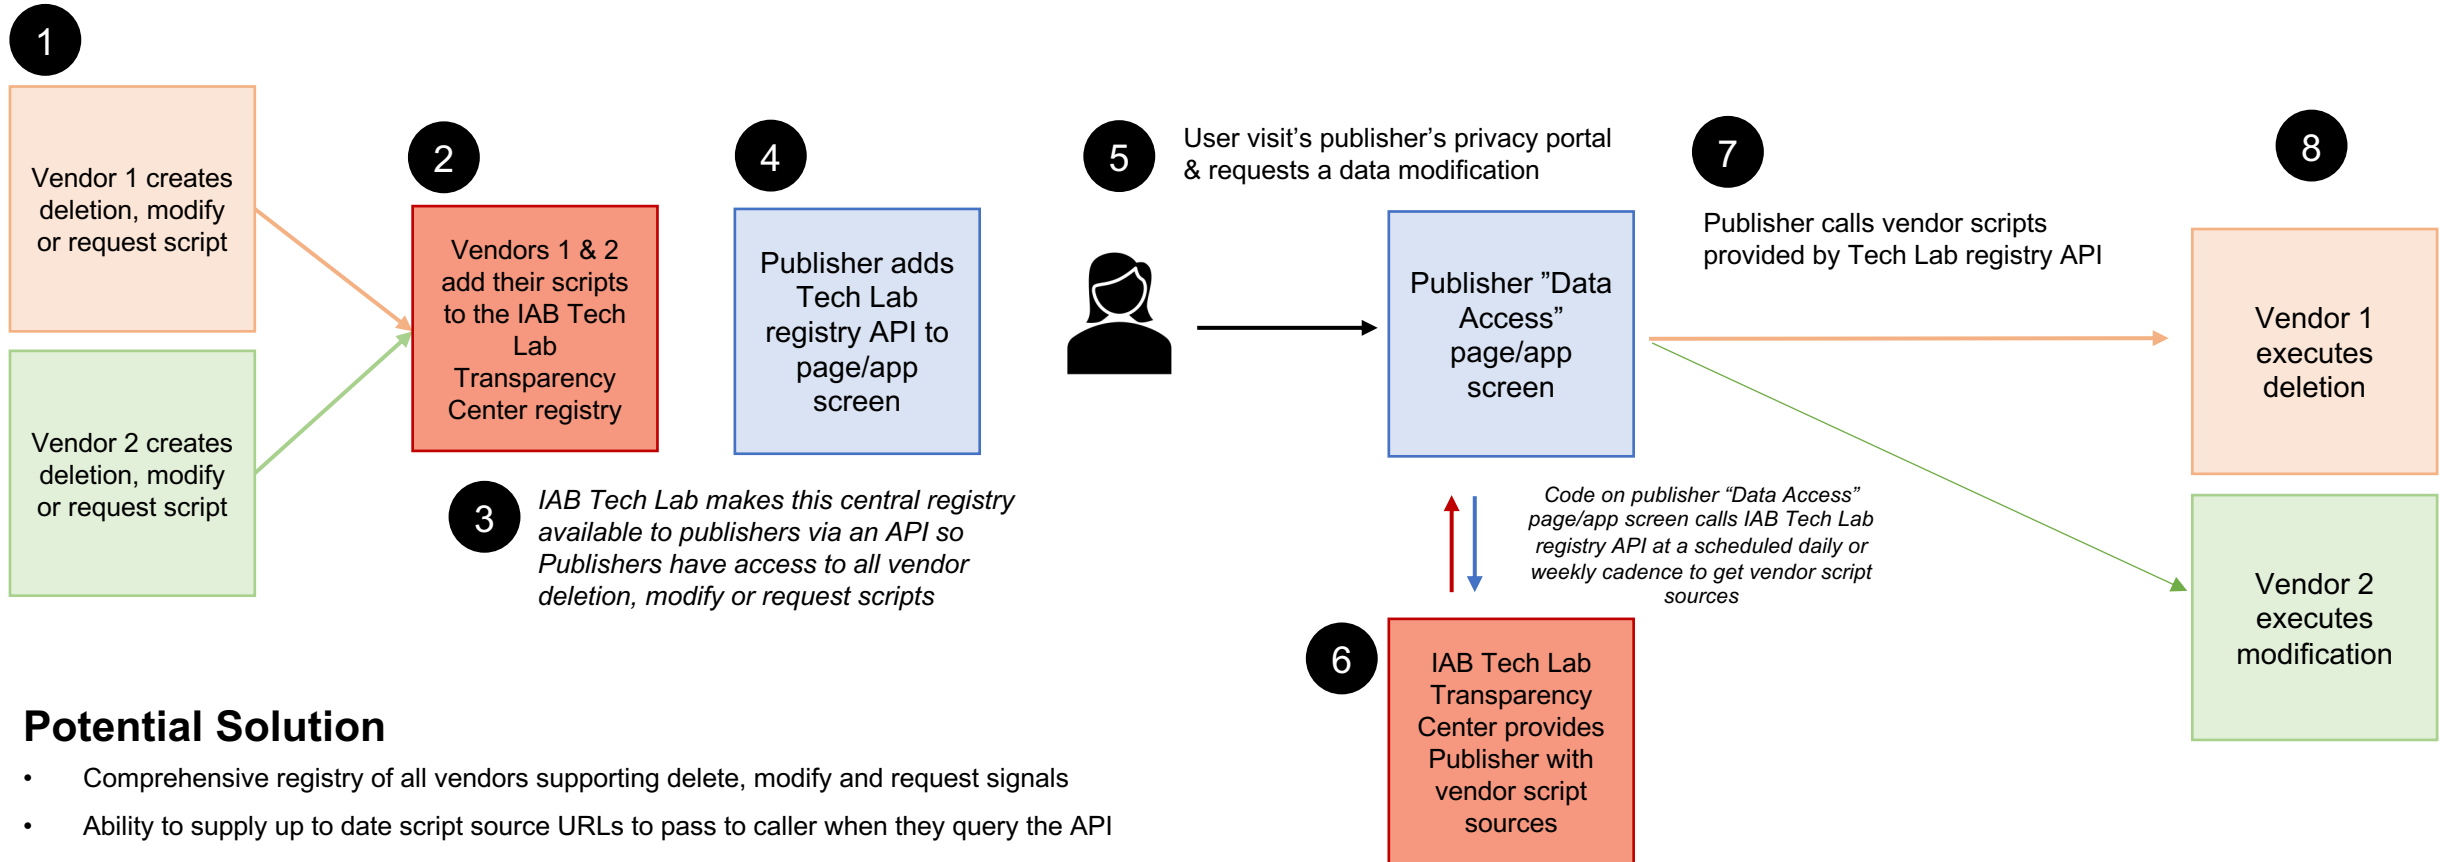 1
Vendor 1 creates
deletion, modify
or request script
Vendor 2 creates
deletion, modify
or request script
2
Vendors 1 & 2
add their scripts
to the IAB Tech
Lab
Transparency
Center registry
3
IAB Tech Lab makes this central registry
available to publishers via an API so
Publishers have access to all vendor
deletion, modify or request scripts
4
Publisher adds
Tech Lab
registry API to
page/app
screen
5
User visit's publisher's privacy portal
& requests a data modification
Publisher ”Data
Access”
page/app
screen
Code on publisher “Data Access”
page/app screen calls IAB Tech Lab
registry API at a scheduled daily or
weekly cadence to get vendor script
sources
6
IAB Tech Lab
Transparency
Center provides
Publisher with
vendor script
sources
7
Publisher calls vendor scripts
provided by Tech Lab registry API
8
Vendor 1
executes
deletion
Vendor 2
executes
modification
Potential Solution
• Comprehensive registry of all vendors supporting delete, modify and request signals
• Ability to supply up to date script source URLs to pass to caller when they query the API